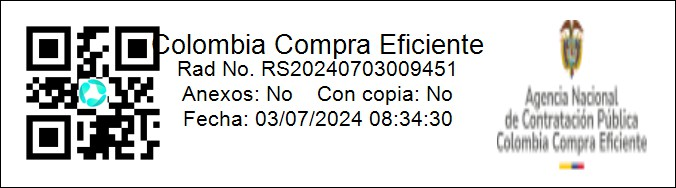 Colombia Compra Eficiente
Rad No. RS20240703009451
Anexos: No Con copia: No
Fecha: 03/07/2024 08:34:30
Agencia Nacional
de Contratación Pública
Colombia Compra Eficiente